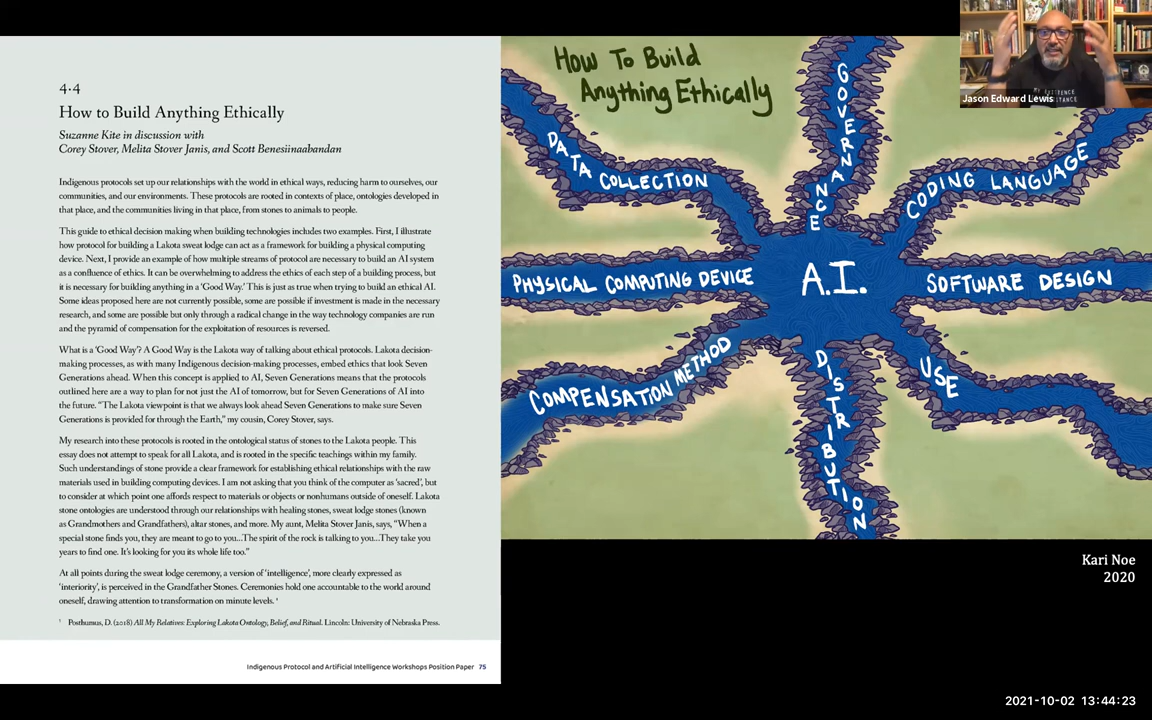 4.4
How to Build Anything Ethically
Suzanne Kite in discussion with
Corey Stover, Melita Stover Janis, and Scott Benesiinaabandan
Indigenous protocols set up our relationships with the world in ethical ways, reducing harm to ourselves, our
communities, and our environments. These protocols are rooted in contexts of place, ontologies developed in
that place, and the communities living in that place, from stones to animals to people.
This guide to ethical decision making when building technologies includes two examples. First, I illustrate
how protocol for building a Lakota sweat lodge can act as a framework for building a physical computing
device. Next, I provide an example of how multiple streams of protocol are necessary to build an AI system
as a confluence of ethics. It can be overwhelming to address the ethics of each step of a building process, but
it is necessary for building anything in a ‘Good Way.’ This is just as true when trying to build an ethical AI.
Some ideas proposed here are not currently possible, some are possible if investment is made in the necessary
research, and some are possible but only through a radical change in the way technology companies are run
and the pyramid of compensation for the exploitation of resources is reversed.
What is a ‘Good Way’? A Good Way is the Lakota way of talking about ethical protocols. Lakota decision-
making processes, as with many Indigenous decision-making processes, embed ethics that look Seven
Generations ahead. When this concept is applied to AI, Seven Generations means that the protocols
outlined here are a way to plan for not just the AI of tomorrow, but for Seven Generations of AI into
the future. “The Lakota viewpoint is that we always look ahead Seven Generations to make sure Seven
Generations is provided for through the Earth,” my cousin, Corey Stover, says.
My research into these protocols is rooted in the ontological status of stones to the Lakota people. This
essay does not attempt to speak for all Lakota, and is rooted in the specific teachings within my family.
Such understandings of stone provide a clear framework for establishing ethical relationships with the raw
materials used in building computing devices. I am not asking that you think of the computer as ‘sacred’, but
to consider at which point one affords respect to materials or objects or nonhumans outside of oneself. Lakota
stone ontologies are understood through our relationships with healing stones, sweat lodge stones (known
as Grandmothers and Grandfathers), altar stones, and more. My aunt, Melita Stover Janis, says, “When a
special stone finds you, they are meant to go to you...The spirit of the rock is talking to you...They take you
years to find one. It’s looking for you its whole life too.”
At all points during the sweat lodge ceremony, a version of ‘intelligence’, more clearly expressed as
‘interiority’, is perceived in the Grandfather Stones. Ceremonies hold one accountable to the world around
oneself, drawing attention to transformation on minute levels. ¹
¹ Posthumus, D. (2018) All My Relatives: Exploring Lakota Ontology, Belief, and Ritual. Lincoln: University of Nebraska Press.
Indigenous Protocol and Artificial Intelligence Workshops Position Paper 75
How To Build
Anything Ethically
GOVERNANCE
DATA COLLECTION
CODING LANGUAGE
PHYSICAL COMPUTING DEVICE
A.I.
SOFTWARE DESIGN
COMPENSATION METHOD
DISTRIBUTION
USE
Jason Edward Lewis
Kari Noe
2020
2021-10-02 13:44:23